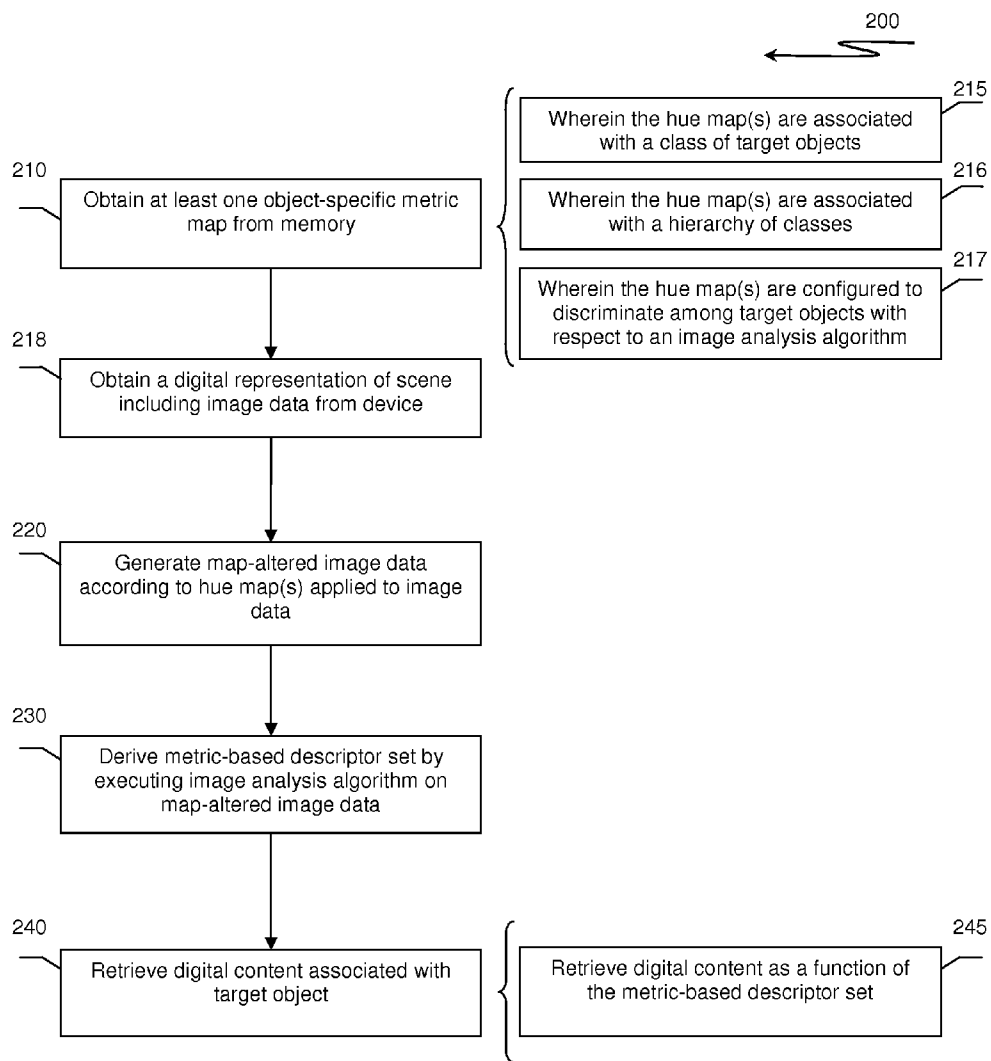 200
210
Obtain at least one object-specific metric
map from memory
215
Wherein the hue map(s) are associated
with a class of target objects
216
Wherein the hue map(s) are associated
with a hierarchy of classes
217
Wherein the hue map(s) are configured to
discriminate among target objects with
respect to an image analysis algorithm
218
Obtain a digital representation of scene
including image data from device
220
Generate map-altered image data
according to hue map(s) applied to image
data
230
Derive metric-based descriptor set by
executing image analysis algorithm on
map-altered image data
240
Retrieve digital content associated with
target object
245
Retrieve digital content as a function of
the metric-based descriptor set